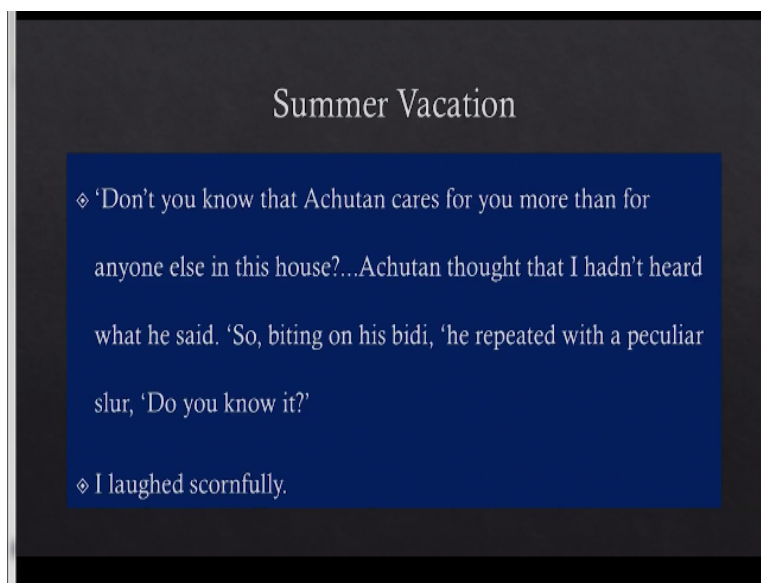 Summer Vacation
‘Don’t you know that Achutan cares for you more than for
anyone else in this house?...Achutan thought that I hadn’t heard
what he said. ‘So, biting on his bidi, ‘he repeated with a peculiar
slur, ‘Do you know it?’
I laughed scornfully.